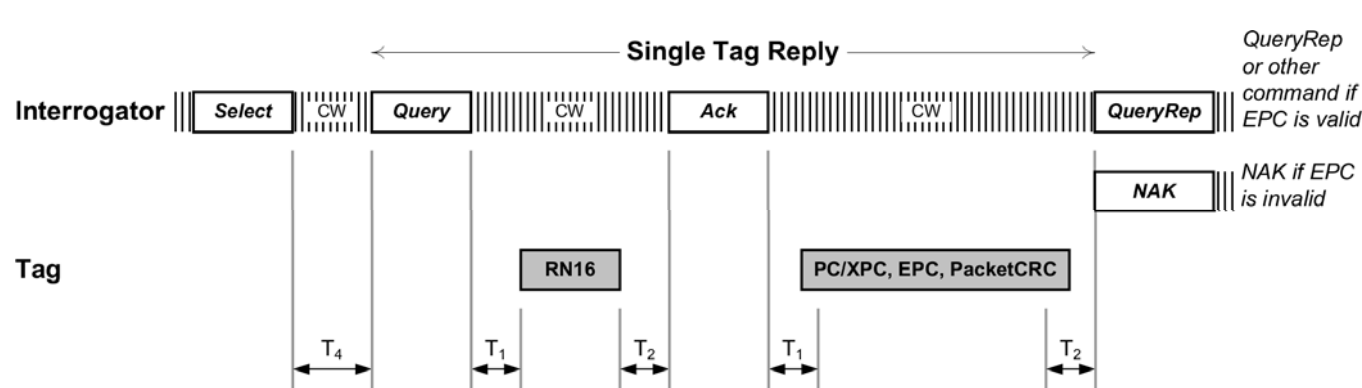 Single Tag Reply
QueryRep
or other
command if
EPC is valid
Interrogator
Select
CW
Query
CW
Ack
CW
QueryRep
NAK
NAK if EPC
is invalid
Tag
RN16
PC/XPC, EPC, PacketCRC
T4
T1
T2
T1
T2